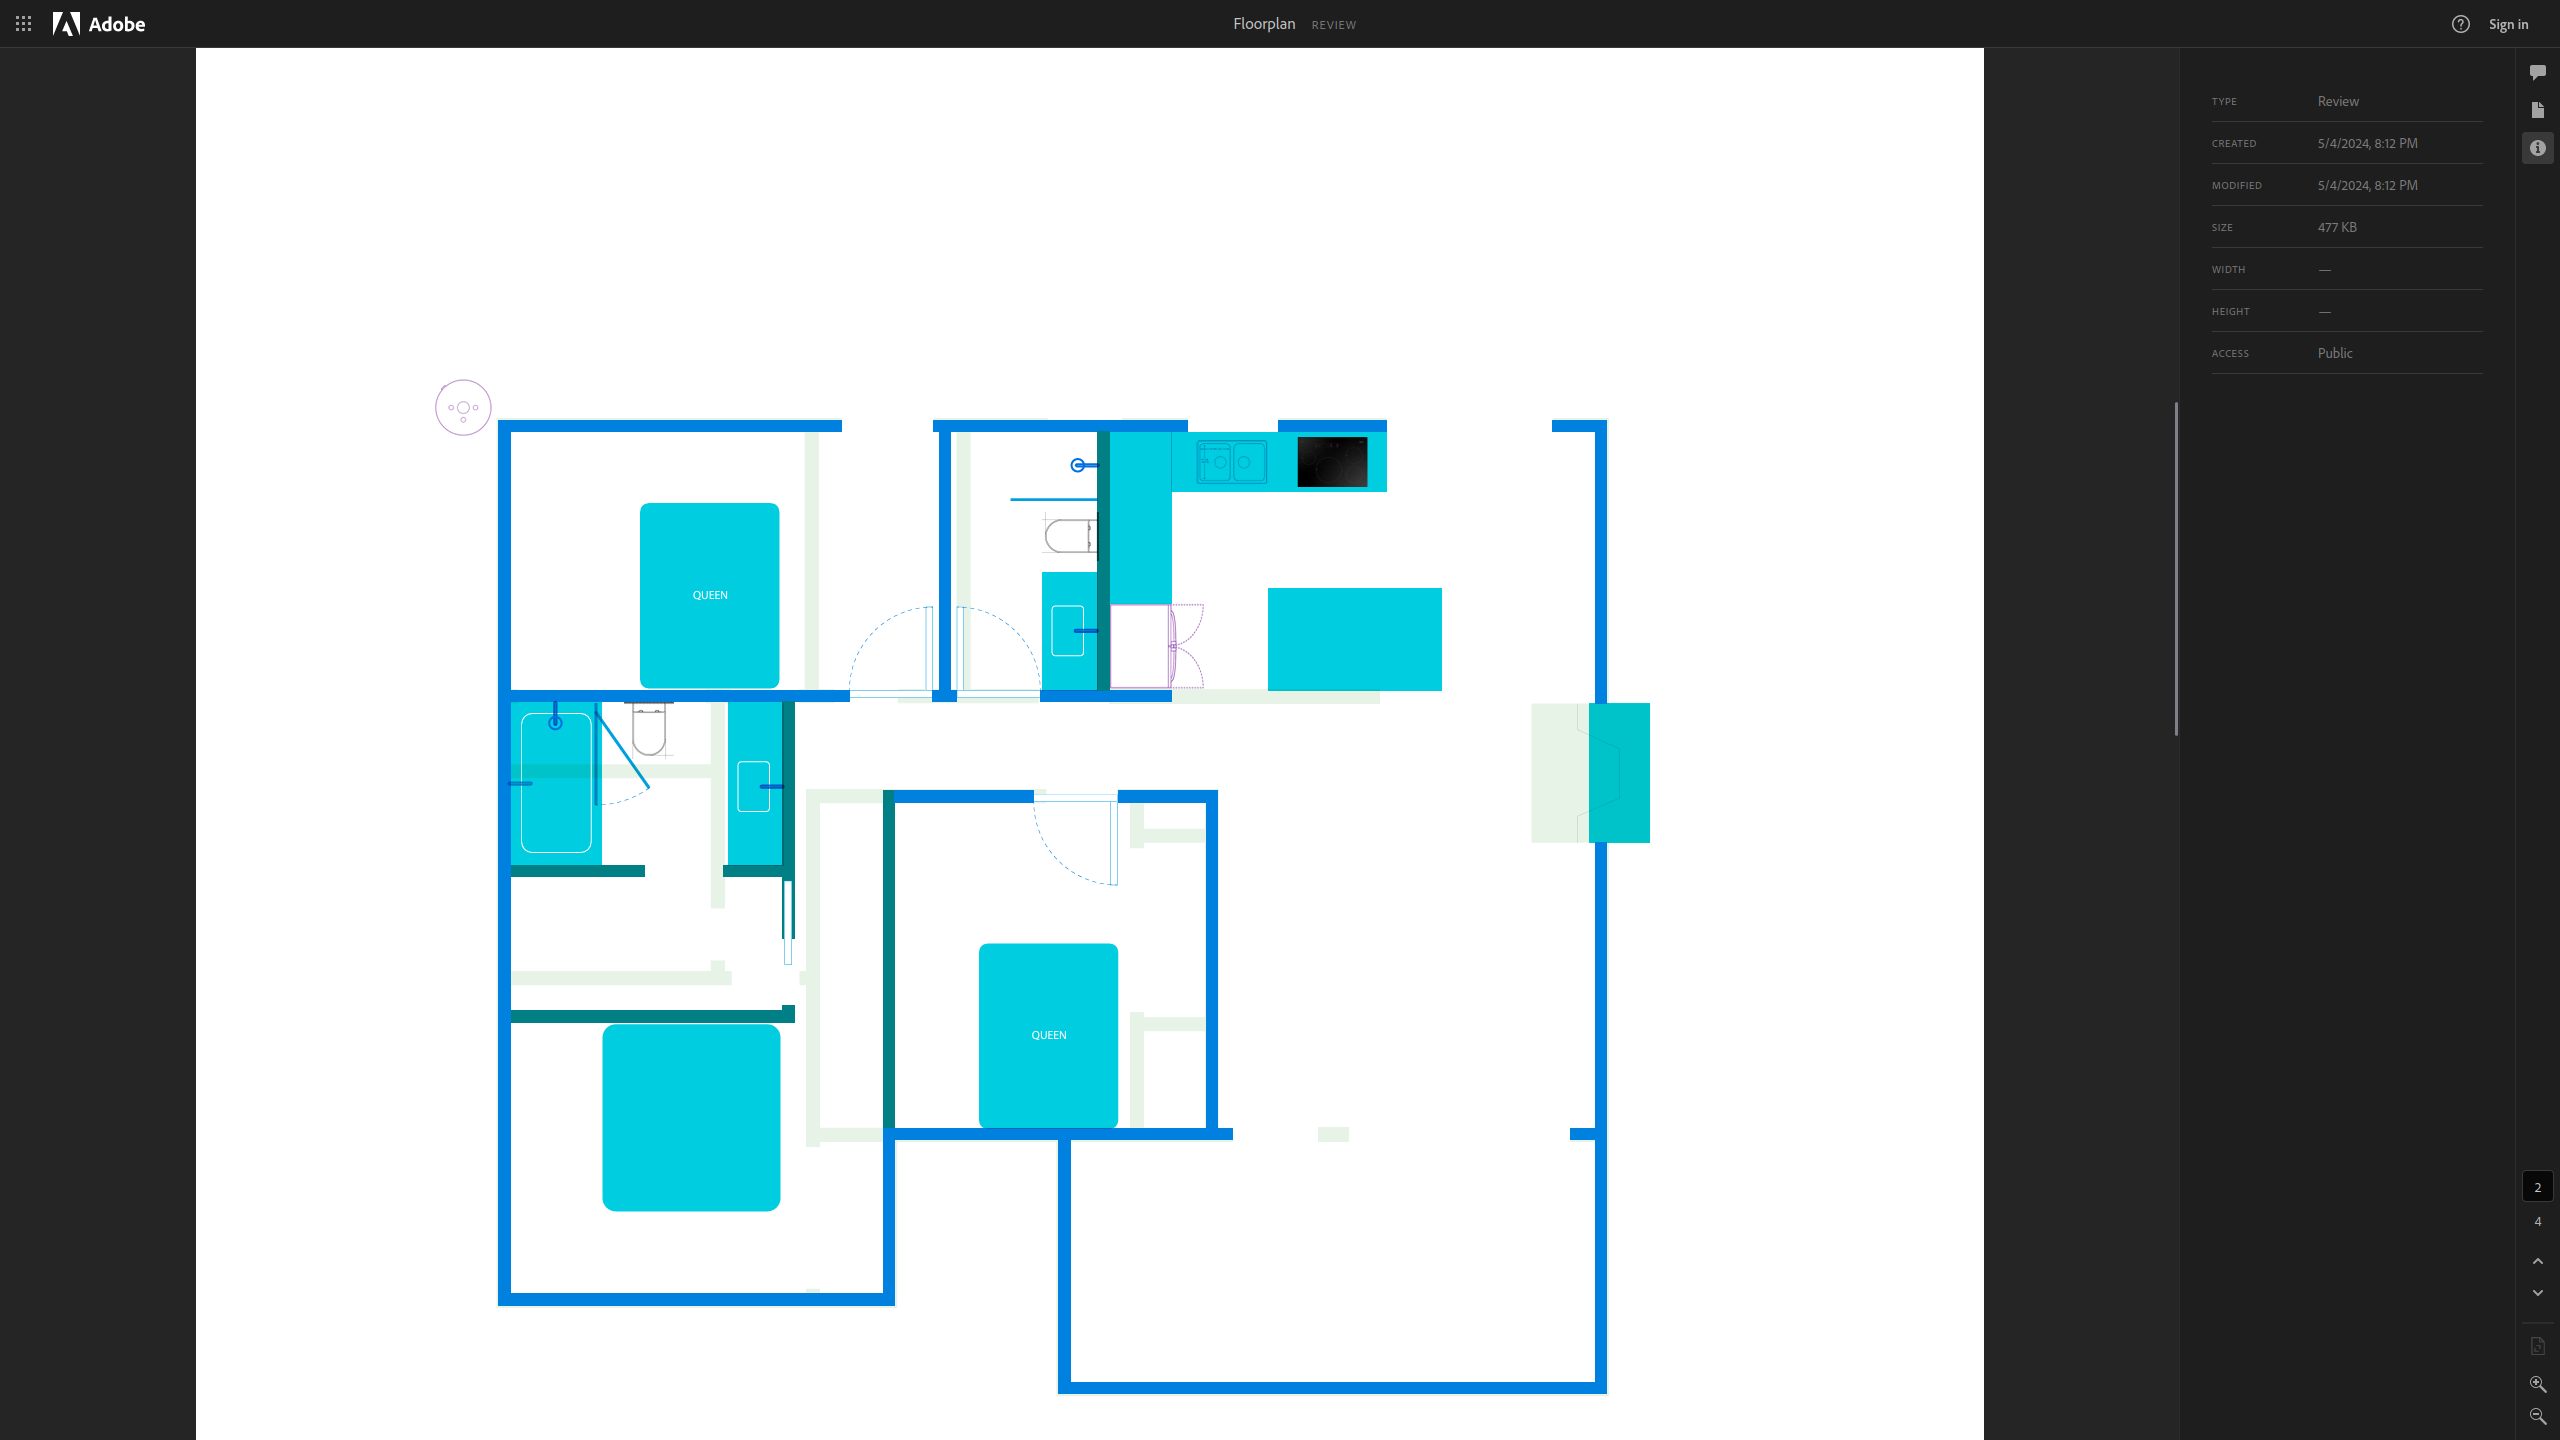 Adobe
Floorplan REVIEW
Sign in
TYPE Review
CREATED 5/4/2024, 8:12 PM
MODIFIED 5/4/2024, 8:12 PM
SIZE 477 KB
WIDTH —
HEIGHT —
ACCESS Public
QUEEN
QUEEN
2
4